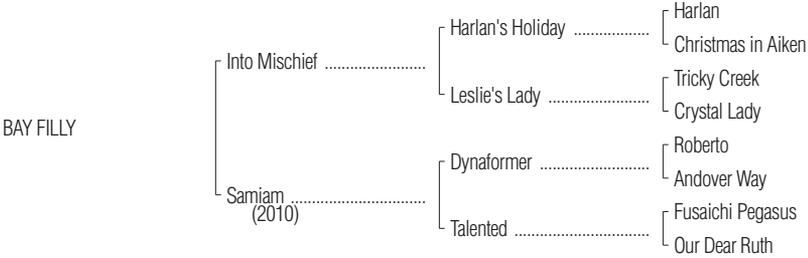 Harlan
Harlan's Holiday ..................
Christmas in Aiken
Into Mischief ........................
Tricky Creek
Leslie's Lady ........................
Crystal Lady
BAY FILLY
Roberto
Dynaformer ..........................
Andover Way
Samiam ................................
(2010)
Fusaichi Pegasus
Talented ................................
Our Dear Ruth